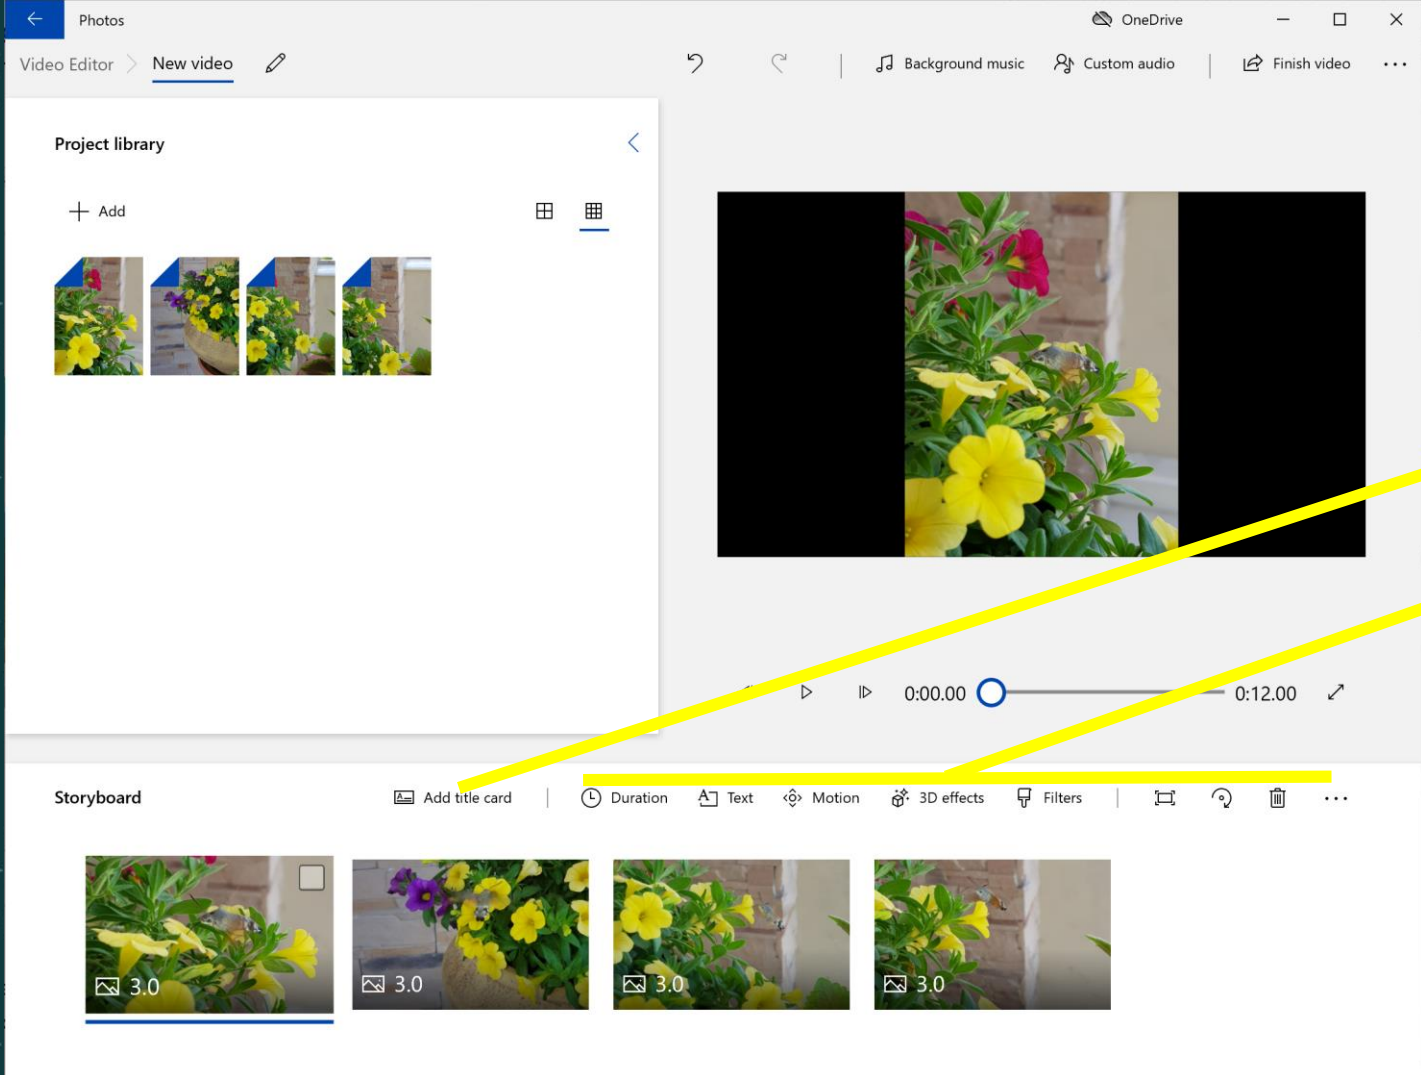 Photos
OneDrive
Video Editor New video
Background music Custom audio Finish video
Project library
Add
0:00.00 0:12.00
Storyboard
Add title card Duration Text Motion 3D effects Filters
3.0 3.0 3.0 3.0